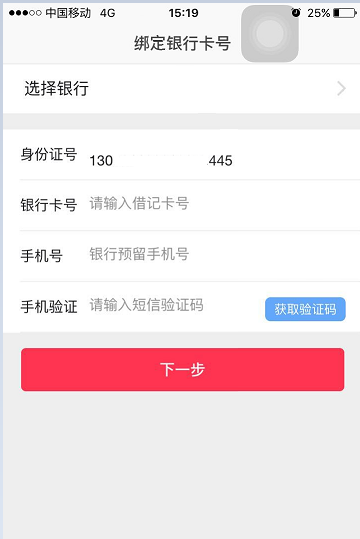 中国移动 4G 15:19 25%
绑定银行卡号
选择银行
身份证号 130 445
银行卡号 请输入借记卡号
手机号 银行预留手机号
手机验证 请输入短信验证码 获取验证码
下一步